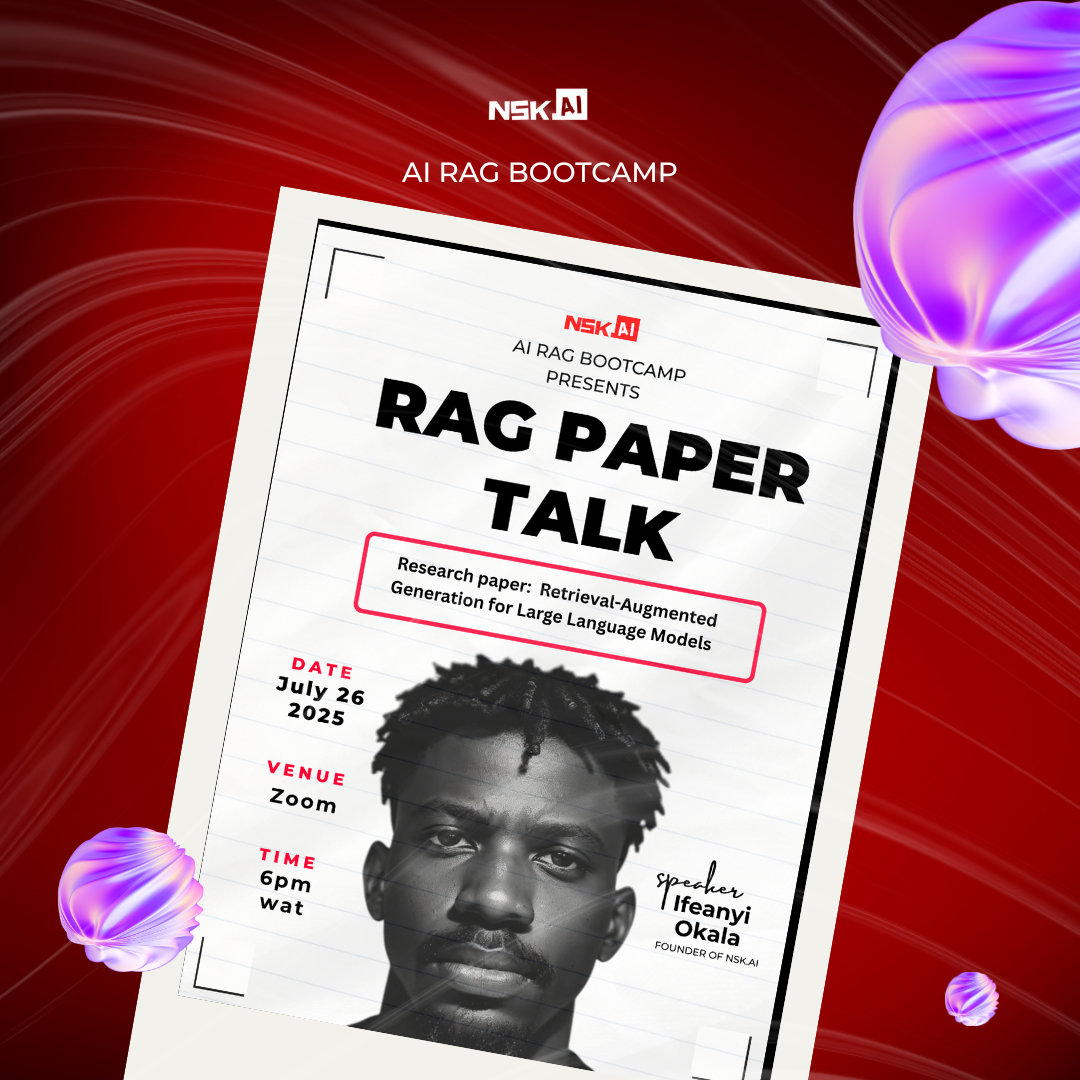 NSK.AI
AI RAG BOOTCAMP
NSK.AI
AI RAG BOOTCAMP
PRESENTS
RAG PAPER
TALK
Research paper:  Retrieval-Augmented
Generation for Large Language Models
DATE
July 26
2025
VENUE
Zoom
TIME
6pm
wat
speaker
Ifeanyi
Okala
FOUNDER OF NSK.AI